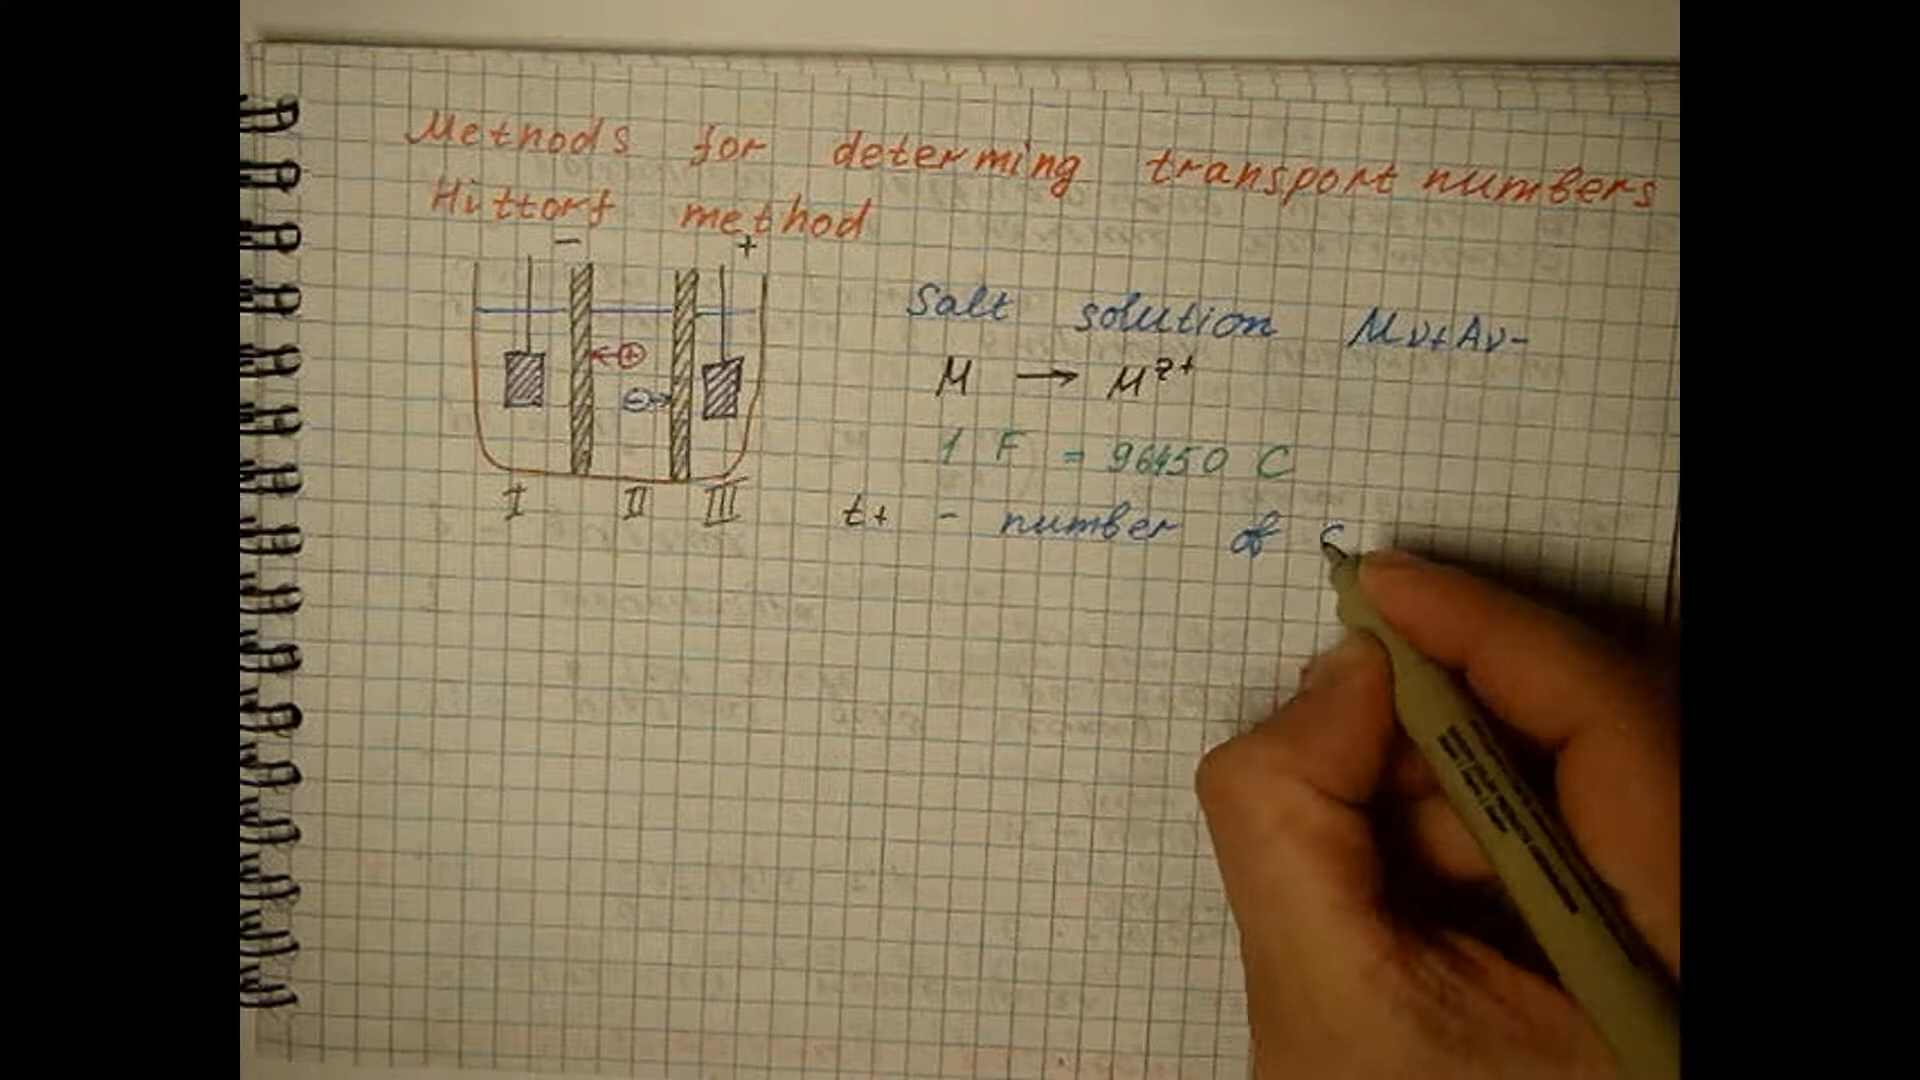 Methods for determing transport numbers
Hittorf method
− +
Salt solution Mν+Aν-
M → M^z+
1 F = 96450 C
I II III
t+ - number of c